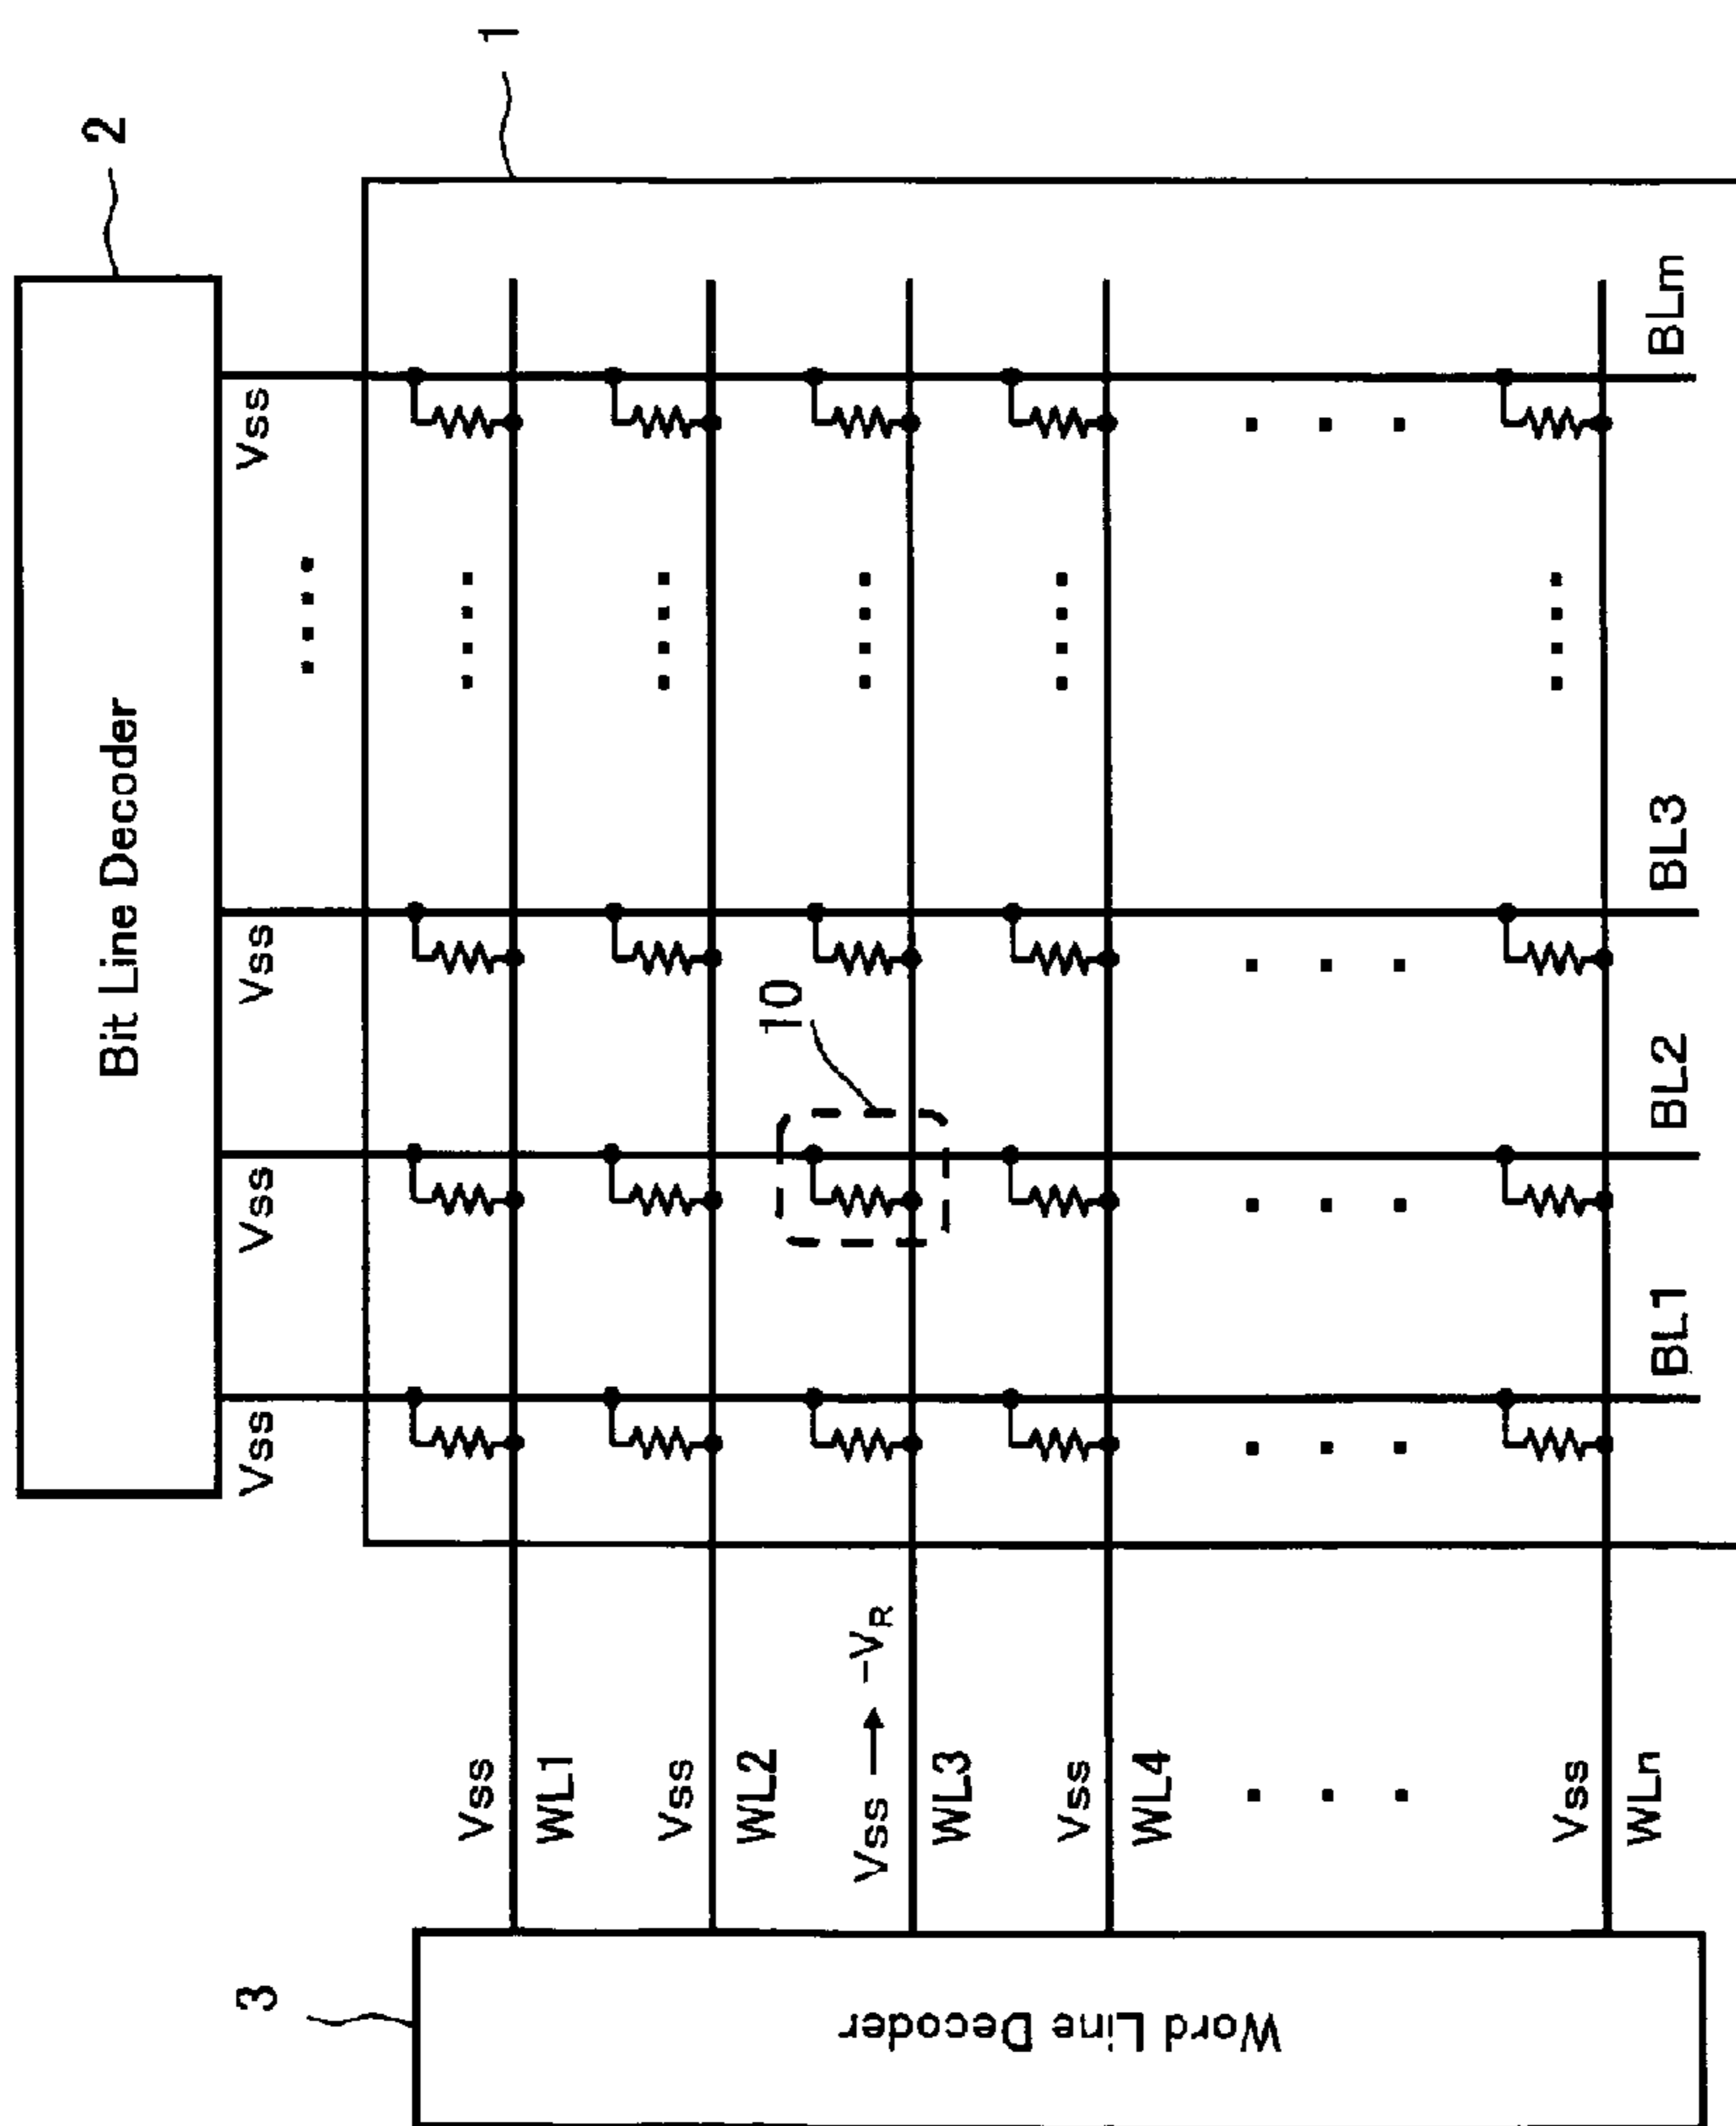 2
1
Bit Line Decoder
Vss Vss Vss Vss
10
Vss
WL1
Vss
WL2
Vss → -VR
WL3
Vss
WL4
Vss
WLn
BL1 BL2 BL3 BLm
3
Word Line Decoder